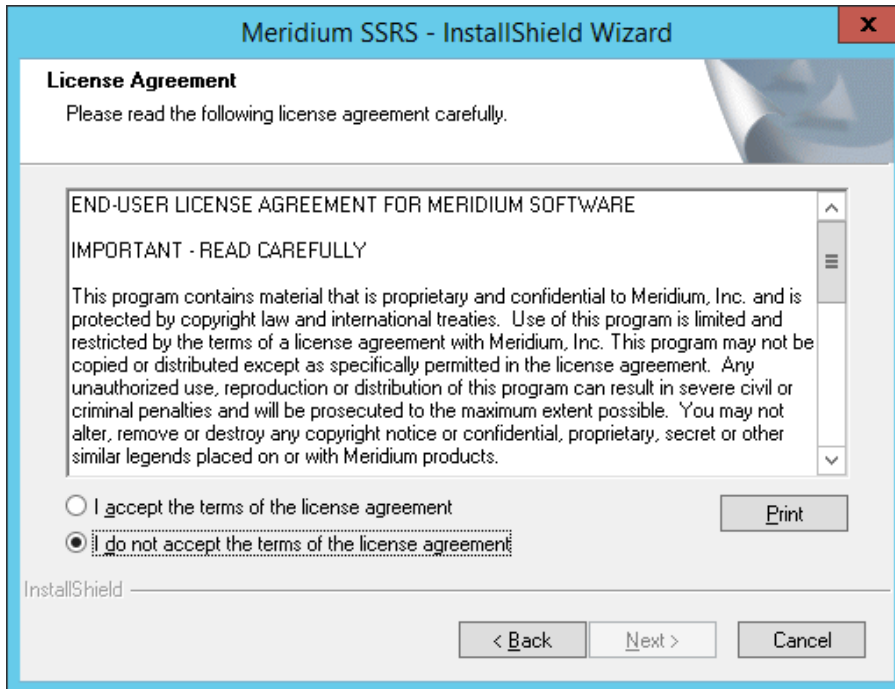 Meridium SSRS - InstallShield Wizard
x
License Agreement
Please read the following license agreement carefully.
END-USER LICENSE AGREEMENT FOR MERIDIUM SOFTWARE
IMPORTANT - READ CAREFULLY
This program contains material that is proprietary and confidential to Meridium, Inc. and is
protected by copyright law and international treaties.  Use of this program is limited and
restricted by the terms of a license agreement with Meridium, Inc. This program may not be
copied or distributed except as specifically permitted in the license agreement.  Any
unauthorized use, reproduction or distribution of this program can result in severe civil or
criminal penalties and will be prosecuted to the maximum extent possible.  You may not
alter, remove or destroy any copyright notice or confidential, proprietary, secret or other
similar legends placed on or with Meridium products.
I accept the terms of the license agreement
Print
I do not accept the terms of the license agreement
InstallShield
< Back
Next >
Cancel